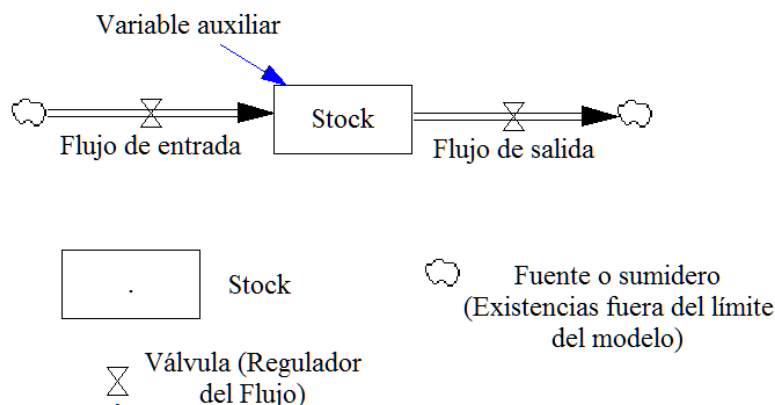 Variable auxiliar
Stock
Flujo de entrada
Flujo de salida
.
Stock
Fuente o sumidero
(Existencias fuera del límite
del modelo)
Válvula (Regulador
del Flujo)